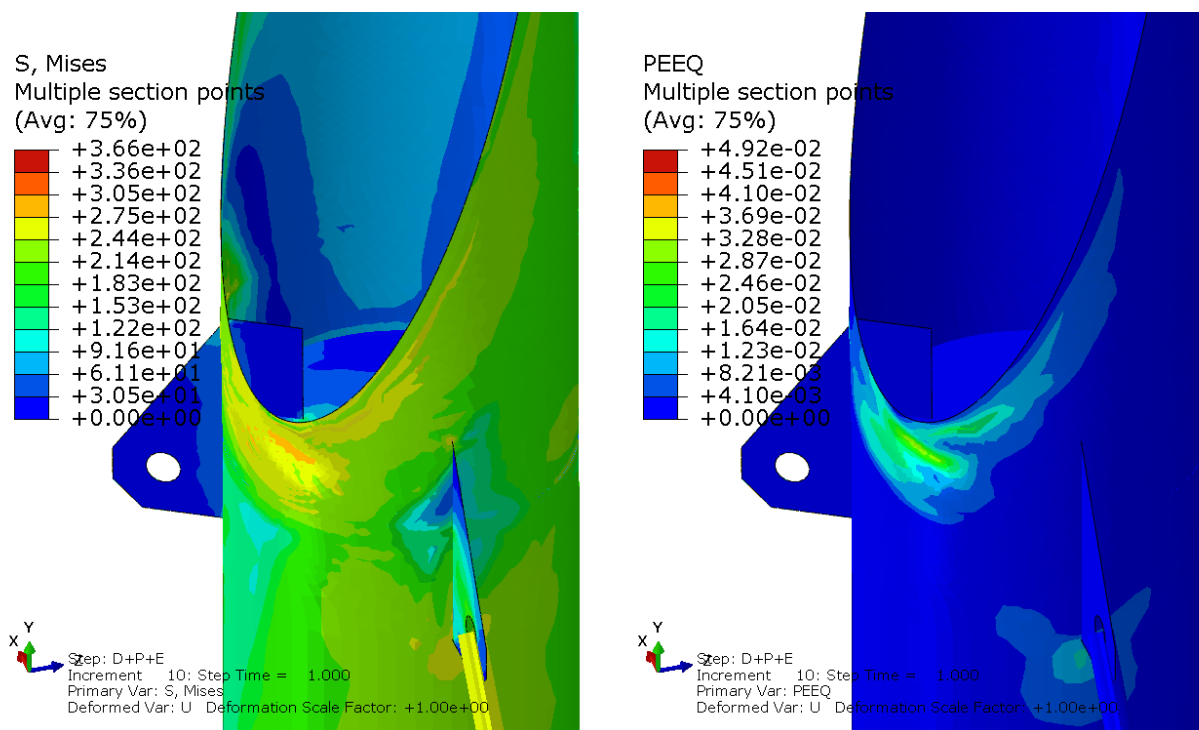 S, Mises
Multiple section points
(Avg: 75%)
+3.66e+02
+3.36e+02
+3.05e+02
+2.75e+02
+2.44e+02
+2.14e+02
+1.83e+02
+1.53e+02
+1.22e+02
+9.16e+01
+6.11e+01
+3.05e+01
+0.00e+00
Y
X
Z
Step: D+P+E
Increment 10: Step Time = 1.000
Primary Var: S, Mises
Deformed Var: U Deformation Scale Factor: +1.00e+00
PEEQ
Multiple section points
(Avg: 75%)
+4.92e-02
+4.51e-02
+4.10e-02
+3.69e-02
+3.28e-02
+2.87e-02
+2.46e-02
+2.05e-02
+1.64e-02
+1.23e-02
+8.21e-03
+4.10e-03
+0.00e+00
Y
X
Z
Step: D+P+E
Increment 10: Step Time = 1.000
Primary Var: PEEQ
Deformed Var: U Deformation Scale Factor: +1.00e+00